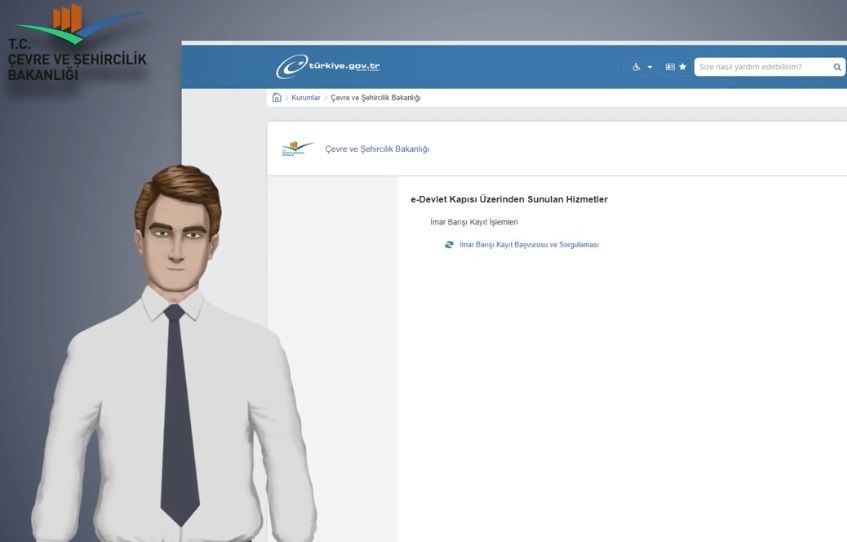 T.C.
ÇEVRE VE ŞEHİRCİLİK
BAKANLIĞI
türkiye.gov.tr
Size nasıl yardım edebilirim?
Kurumlar
Çevre ve Şehircilik Bakanlığı
Çevre ve Şehircilik Bakanlığı
e-Devlet Kapısı Üzerinden Sunulan Hizmetler
İmar Barışı Kayıt İşlemleri
İmar Barışı Kayıt Başvurusu ve Sorgulaması